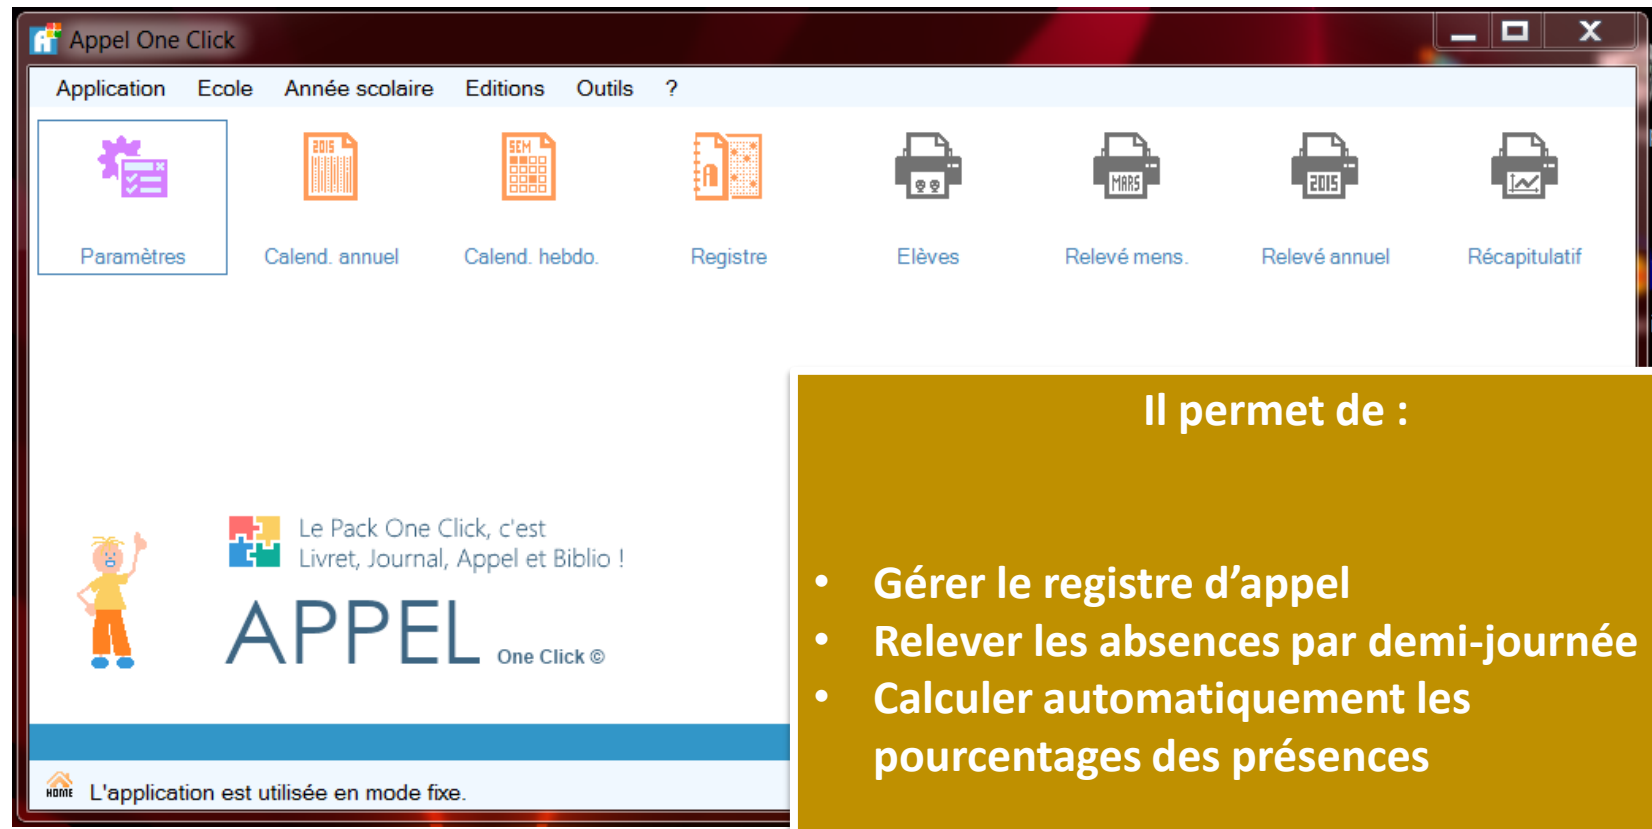 Appel One Click
Application Ecole Année scolaire Editions Outils ?
2015 SEM A MARS 2015
Paramètres Calend. annuel Calend. hebdo. Registre Elèves Relevé mens. Relevé annuel Récapitulatif
Il permet de :
Le Pack One Click, c'est
Livret, Journal, Appel et Biblio !
APPEL One Click ©
• Gérer le registre d’appel
• Relever les absences par demi-journée
• Calculer automatiquement les
pourcentages des présences
HOME L'application est utilisée en mode fixe.